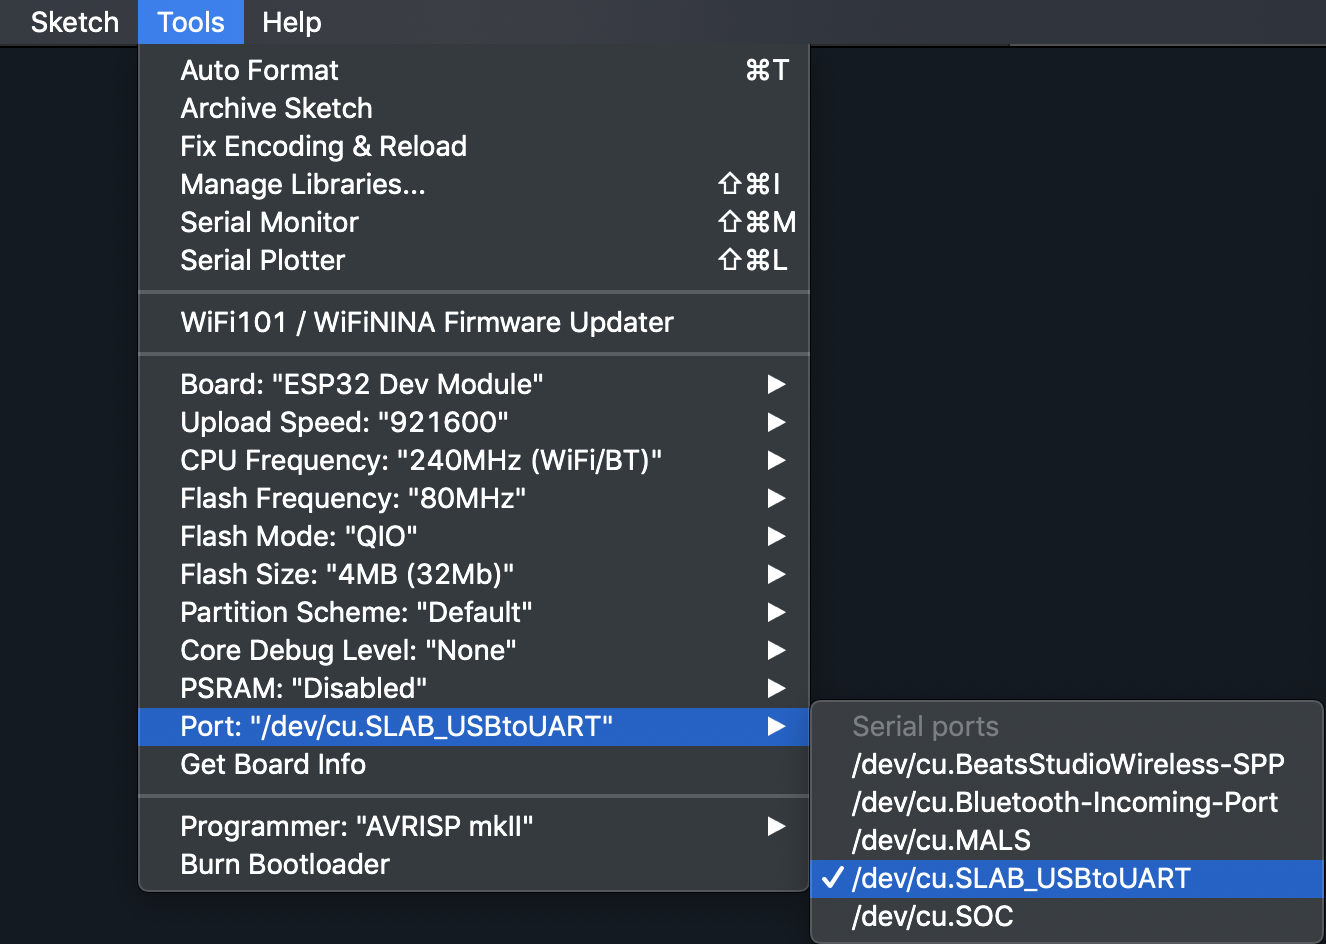 Sketch Tools Help
Auto Format ⌘T
Archive Sketch
Fix Encoding & Reload
Manage Libraries... ⇧⌘I
Serial Monitor ⇧⌘M
Serial Plotter ⇧⌘L
WiFi101 / WiFiNINA Firmware Updater
Board: "ESP32 Dev Module" ▶
Upload Speed: "921600" ▶
CPU Frequency: "240MHz (WiFi/BT)" ▶
Flash Frequency: "80MHz" ▶
Flash Mode: "QIO" ▶
Flash Size: "4MB (32Mb)" ▶
Partition Scheme: "Default" ▶
Core Debug Level: "None" ▶
PSRAM: "Disabled" ▶
Port: "/dev/cu.SLAB_USBtoUART" ▶
Get Board Info
Programmer: "AVRISP mkII" ▶
Burn Bootloader
Serial ports
/dev/cu.BeatsStudioWireless-SPP
/dev/cu.Bluetooth-Incoming-Port
/dev/cu.MALS
✓ /dev/cu.SLAB_USBtoUART
/dev/cu.SOC